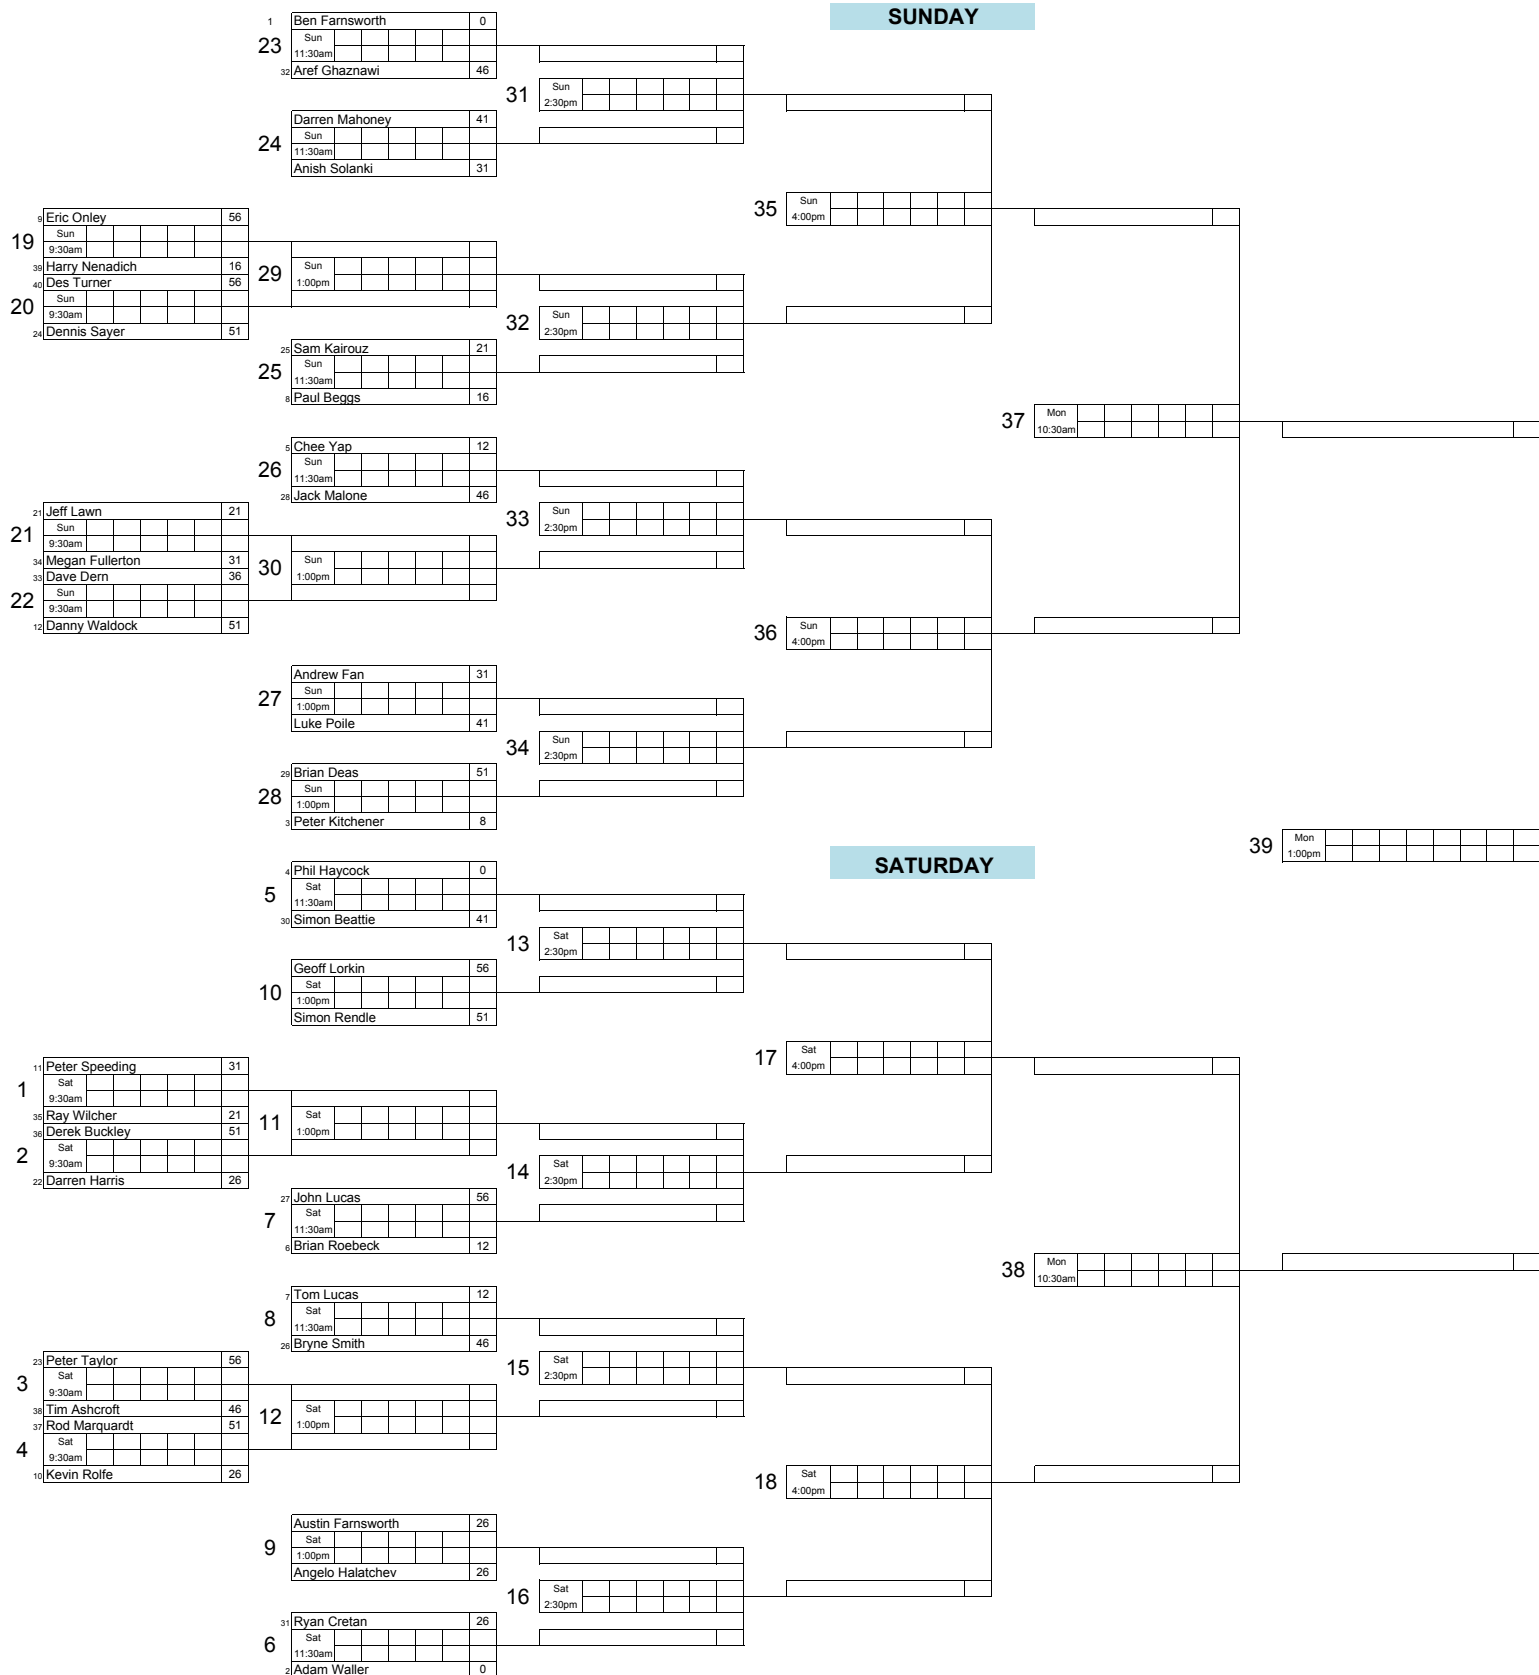 SUNDAY
1 Ben Farnsworth 0
23 Sun 11:30am
32 Aref Ghaznawi 46
31 Sun 2:30pm
Darren Mahoney 41
24 Sun 11:30am
Anish Solanki 31
35 Sun 4:00pm
9 Eric Onley 56
19 Sun 9:30am
39 Harry Nenadich 16
29 Sun 1:00pm
40 Des Turner 56
20 Sun 9:30am
24 Dennis Sayer 51
32 Sun 2:30pm
25 Sam Kairouz 21
25 Sun 11:30am
8 Paul Beggs 16
37 Mon 10:30am
5 Chee Yap 12
26 Sun 11:30am
28 Jack Malone 46
33 Sun 2:30pm
21 Jeff Lawn 21
21 Sun 9:30am
34 Megan Fullerton 31
30 Sun 1:00pm
33 Dave Dern 36
22 Sun 9:30am
12 Danny Waldock 51
36 Sun 4:00pm
Andrew Fan 31
27 Sun 1:00pm
Luke Poile 41
34 Sun 2:30pm
29 Brian Deas 51
28 Sun 1:00pm
3 Peter Kitchener 8
39 Mon 1:00pm
SATURDAY
4 Phil Haycock 0
5 Sat 11:30am
30 Simon Beattie 41
13 Sat 2:30pm
Geoff Lorkin 56
10 Sat 1:00pm
Simon Rendle 51
17 Sat 4:00pm
11 Peter Speeding 31
1 Sat 9:30am
35 Ray Wilcher 21
11 Sat 1:00pm
36 Derek Buckley 51
2 Sat 9:30am
22 Darren Harris 26
14 Sat 2:30pm
27 John Lucas 56
7 Sat 11:30am
6 Brian Roebeck 12
38 Mon 10:30am
7 Tom Lucas 12
8 Sat 11:30am
26 Bryne Smith 46
15 Sat 2:30pm
23 Peter Taylor 56
3 Sat 9:30am
38 Tim Ashcroft 46
12 Sat 1:00pm
37 Rod Marquardt 51
4 Sat 9:30am
10 Kevin Rolfe 26
18 Sat 4:00pm
Austin Farnsworth 26
9 Sat 1:00pm
Angelo Halatchev 26
16 Sat 2:30pm
31 Ryan Cretan 26
6 Sat 11:30am
2 Adam Waller 0